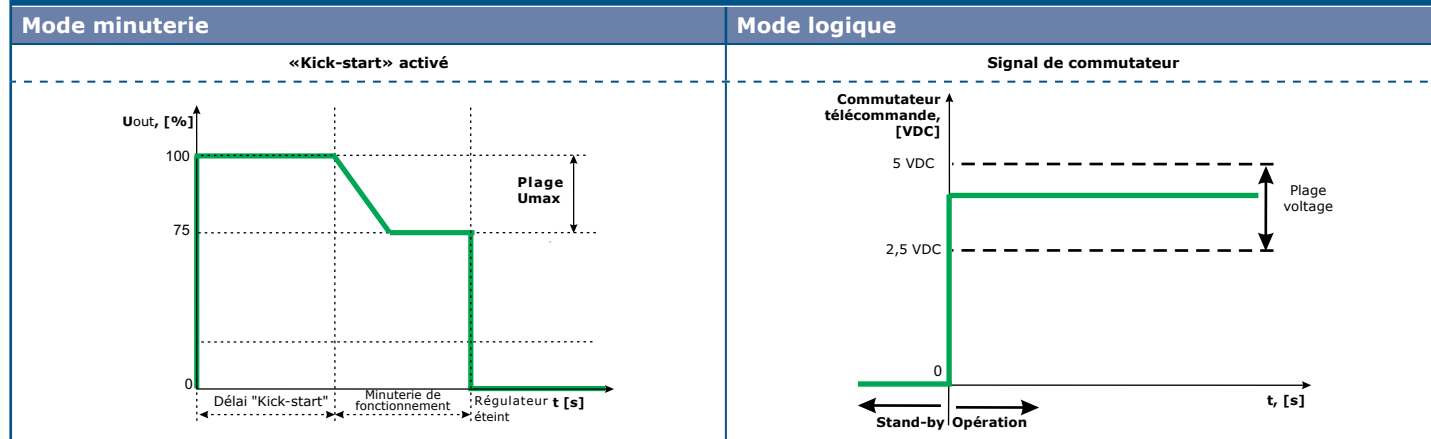 Mode minuterie
Mode logique
«Kick-start» activé
Uout, [%]
100
75
0
Plage
Umax
Délai "Kick-start"
Minuterie de
fonctionnement
Régulateur
éteint
t [s]
Signal de commutateur
Commutateur
télécommande,
[VDC]
5 VDC
2,5 VDC
0
Plage
voltage
t, [s]
Stand-by
Opération